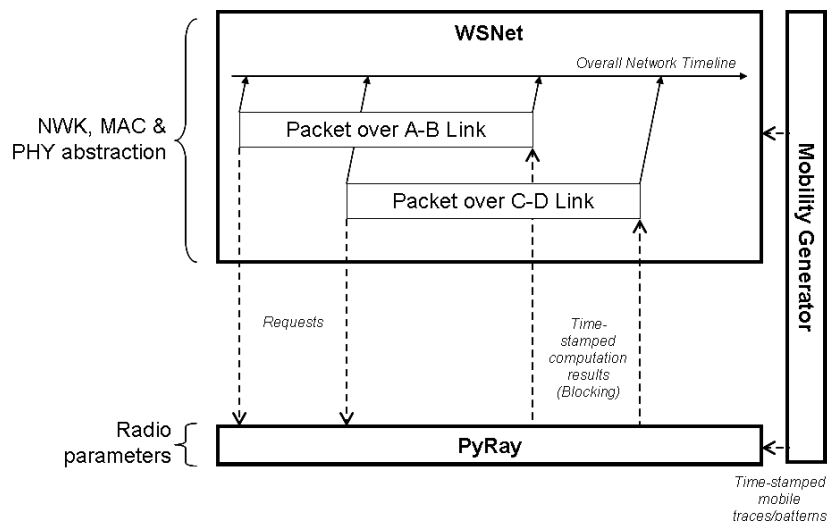 WSNet
Overall Network Timeline
NWK, MAC &
PHY abstraction
Packet over A-B Link
Packet over C-D Link
Mobility Generator
Requests
Time-
stamped
computation
results
(Blocking)
Radio
parameters
PyRay
Time-stamped
mobile
traces/patterns